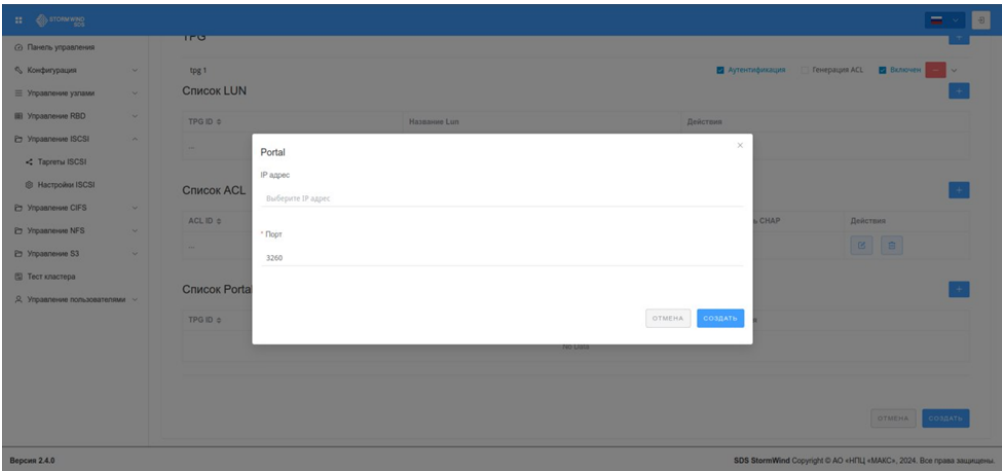 STORMWIND
SDS
Панель управления
Конфигурация
Управление узлами
Управление RBD
Управление ISCSI
Таргеты ISCSI
Настройки ISCSI
Управление CIFS
Управление NFS
Управление S3
Тест кластера
Управление пользователями
TPG
tpg 1
Аутентификация
Генерация ACL
Включен
Список LUN
TPG ID
Название Lun
Действия
...
Список ACL
ACL ID
CHAP
Действия
...
Список Portal
TPG ID
No Data
Portal
IP адрес
Выберите IP адрес
* Порт
3260
ОТМЕНА
СОЗДАТЬ
ОТМЕНА
СОЗДАТЬ
Версия 2.4.0
SDS StormWind Copyright © АО «НПЦ «МАКС», 2024. Все права защищены.